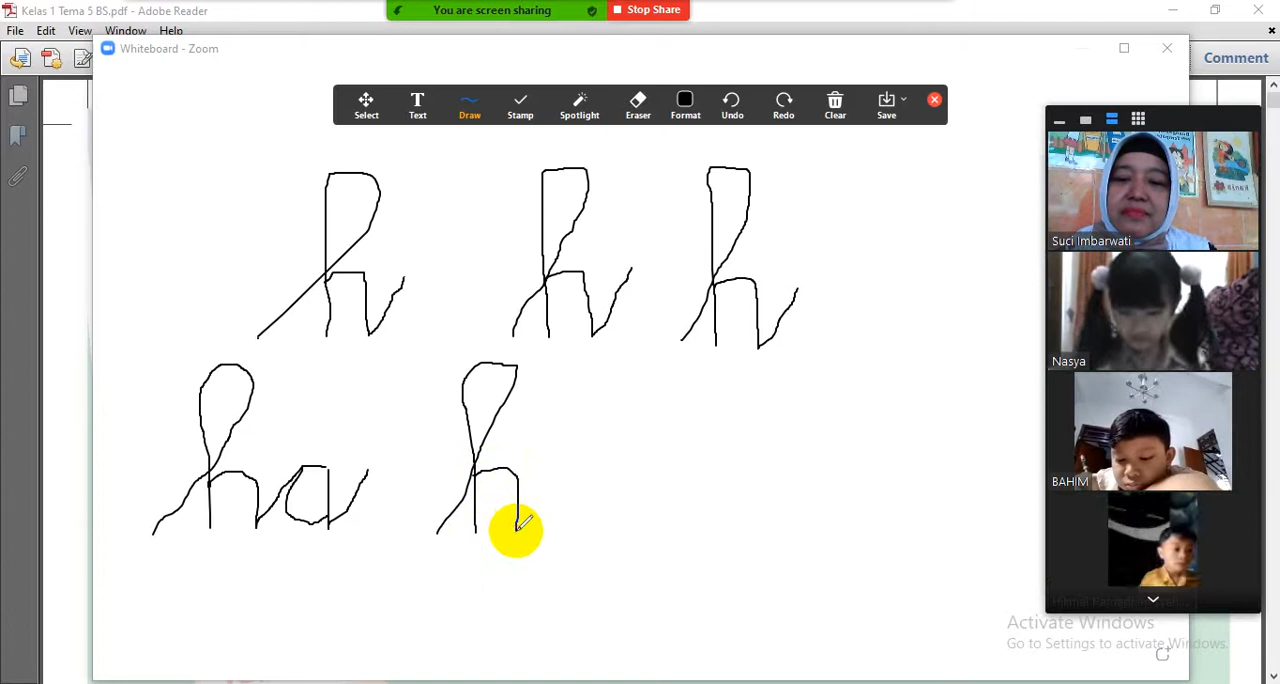 Kelas 1 Tema 5 BS.pdf - Adobe Reader
You are screen sharing
Stop Share
File Edit View Window Help
Whiteboard - Zoom
Comment
Select Text Draw Stamp Spotlight Eraser Format Undo Redo Clear Save
h h h
ha h
Suci Imbarwati
Nasya
BAHIM
Activate Windows
Go to Settings to activate Windows.